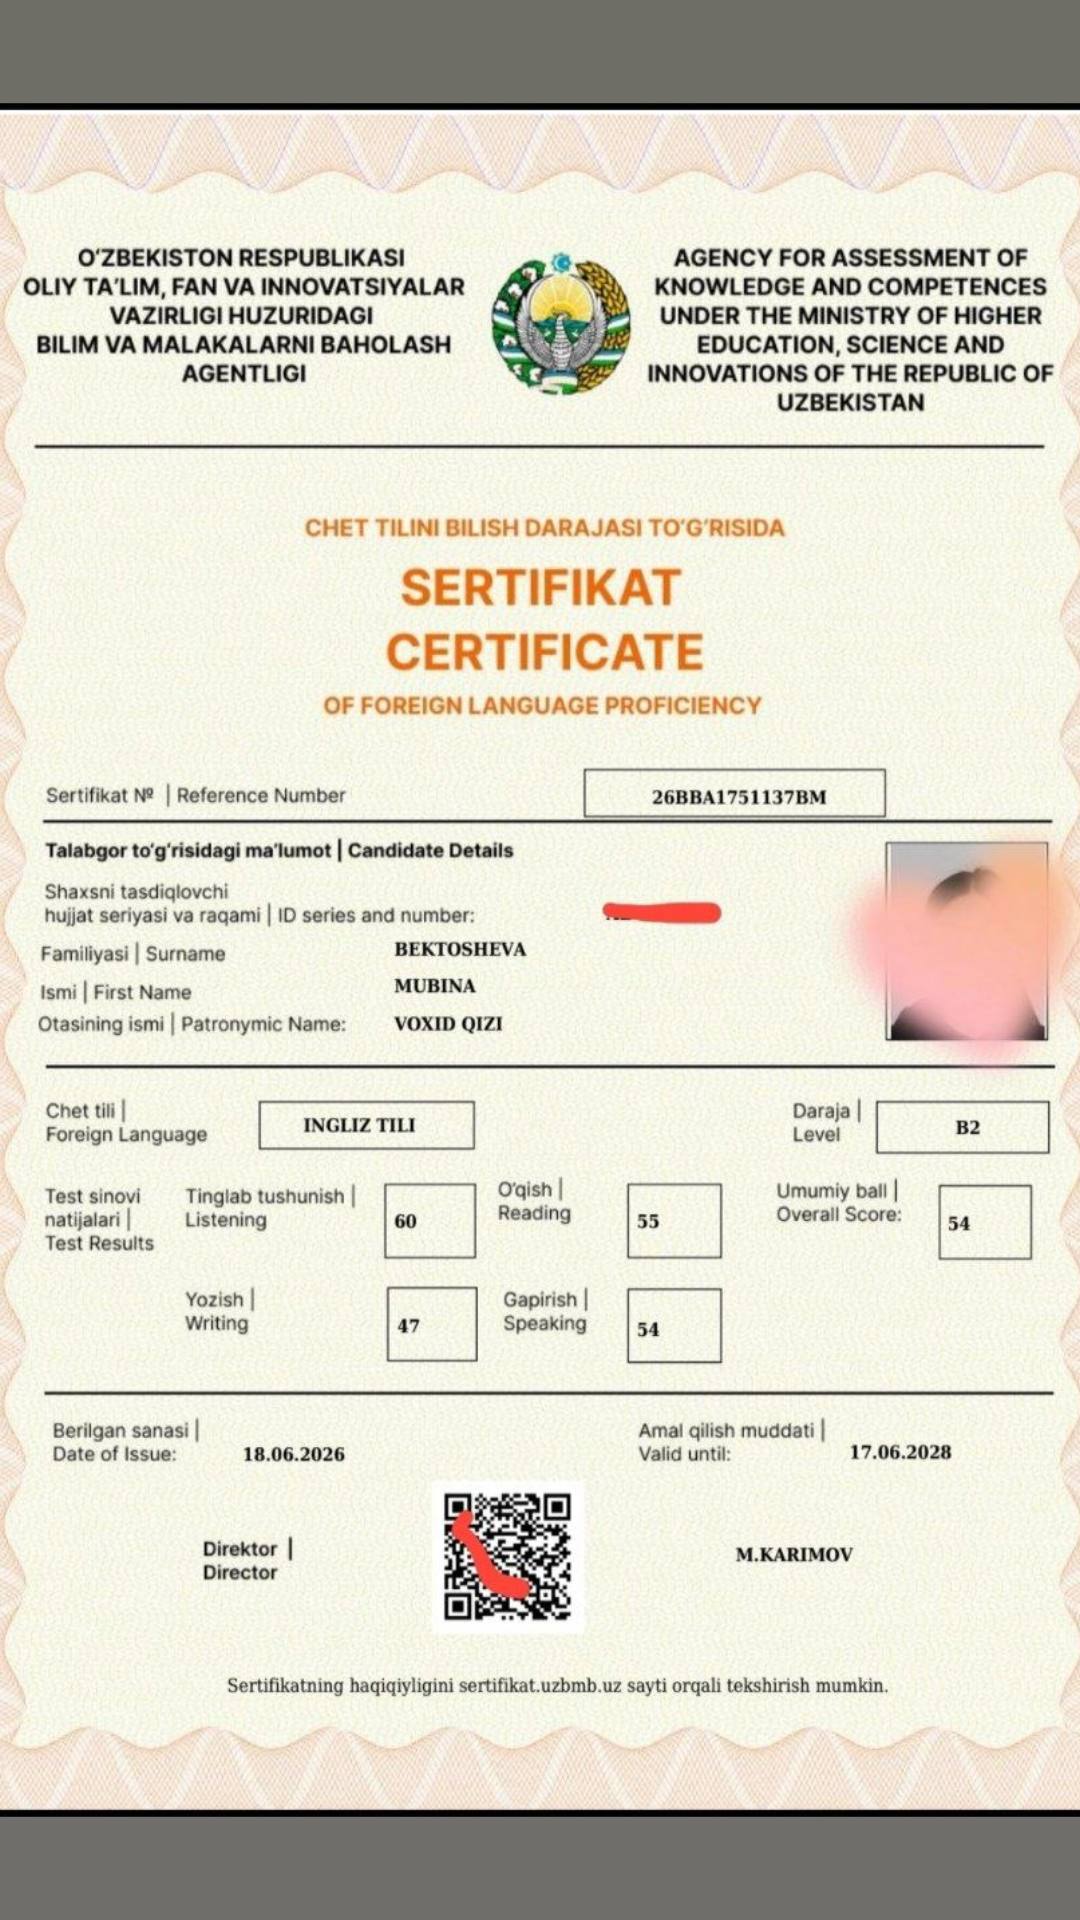 O‘ZBEKISTON RESPUBLIKASI
OLIY TA’LIM, FAN VA INNOVATSIYALAR
VAZIRLIGI HUZURIDAGI
BILIM VA MALAKALARNI BAHOLASH
AGENTLIGI
AGENCY FOR ASSESSMENT OF
KNOWLEDGE AND COMPETENCES
UNDER THE MINISTRY OF HIGHER
EDUCATION, SCIENCE AND
INNOVATIONS OF THE REPUBLIC OF
UZBEKISTAN
CHET TILINI BILISH DARAJASI TO‘G‘RISIDA
SERTIFIKAT
CERTIFICATE
OF FOREIGN LANGUAGE PROFICIENCY
Sertifikat № | Reference Number 26BBA1751137BM
Talabgor to‘g‘risidagi ma’lumot | Candidate Details
Shaxsni tasdiqlovchi
hujjat seriyasi va raqami | ID series and number:
Familiyasi | Surname BEKTOSHEVA
Ismi | First Name MUBINA
Otasining ismi | Patronymic Name: VOXID QIZI
Chet tili |
Foreign Language
INGLIZ TILI
Daraja |
Level
B2
Test sinovi
natijalari |
Test Results
Tinglab tushunish |
Listening
60
O‘qish |
Reading
55
Umumiy ball |
Overall Score:
54
Yozish |
Writing
47
Gapirish |
Speaking
54
Berilgan sanasi |
Date of Issue: 18.06.2026
Amal qilish muddati |
Valid until: 17.06.2028
Direktor |
Director
M.KARIMOV
Sertifikatning haqiqiyligini sertifikat.uzbmb.uz sayti orqali tekshirish mumkin.